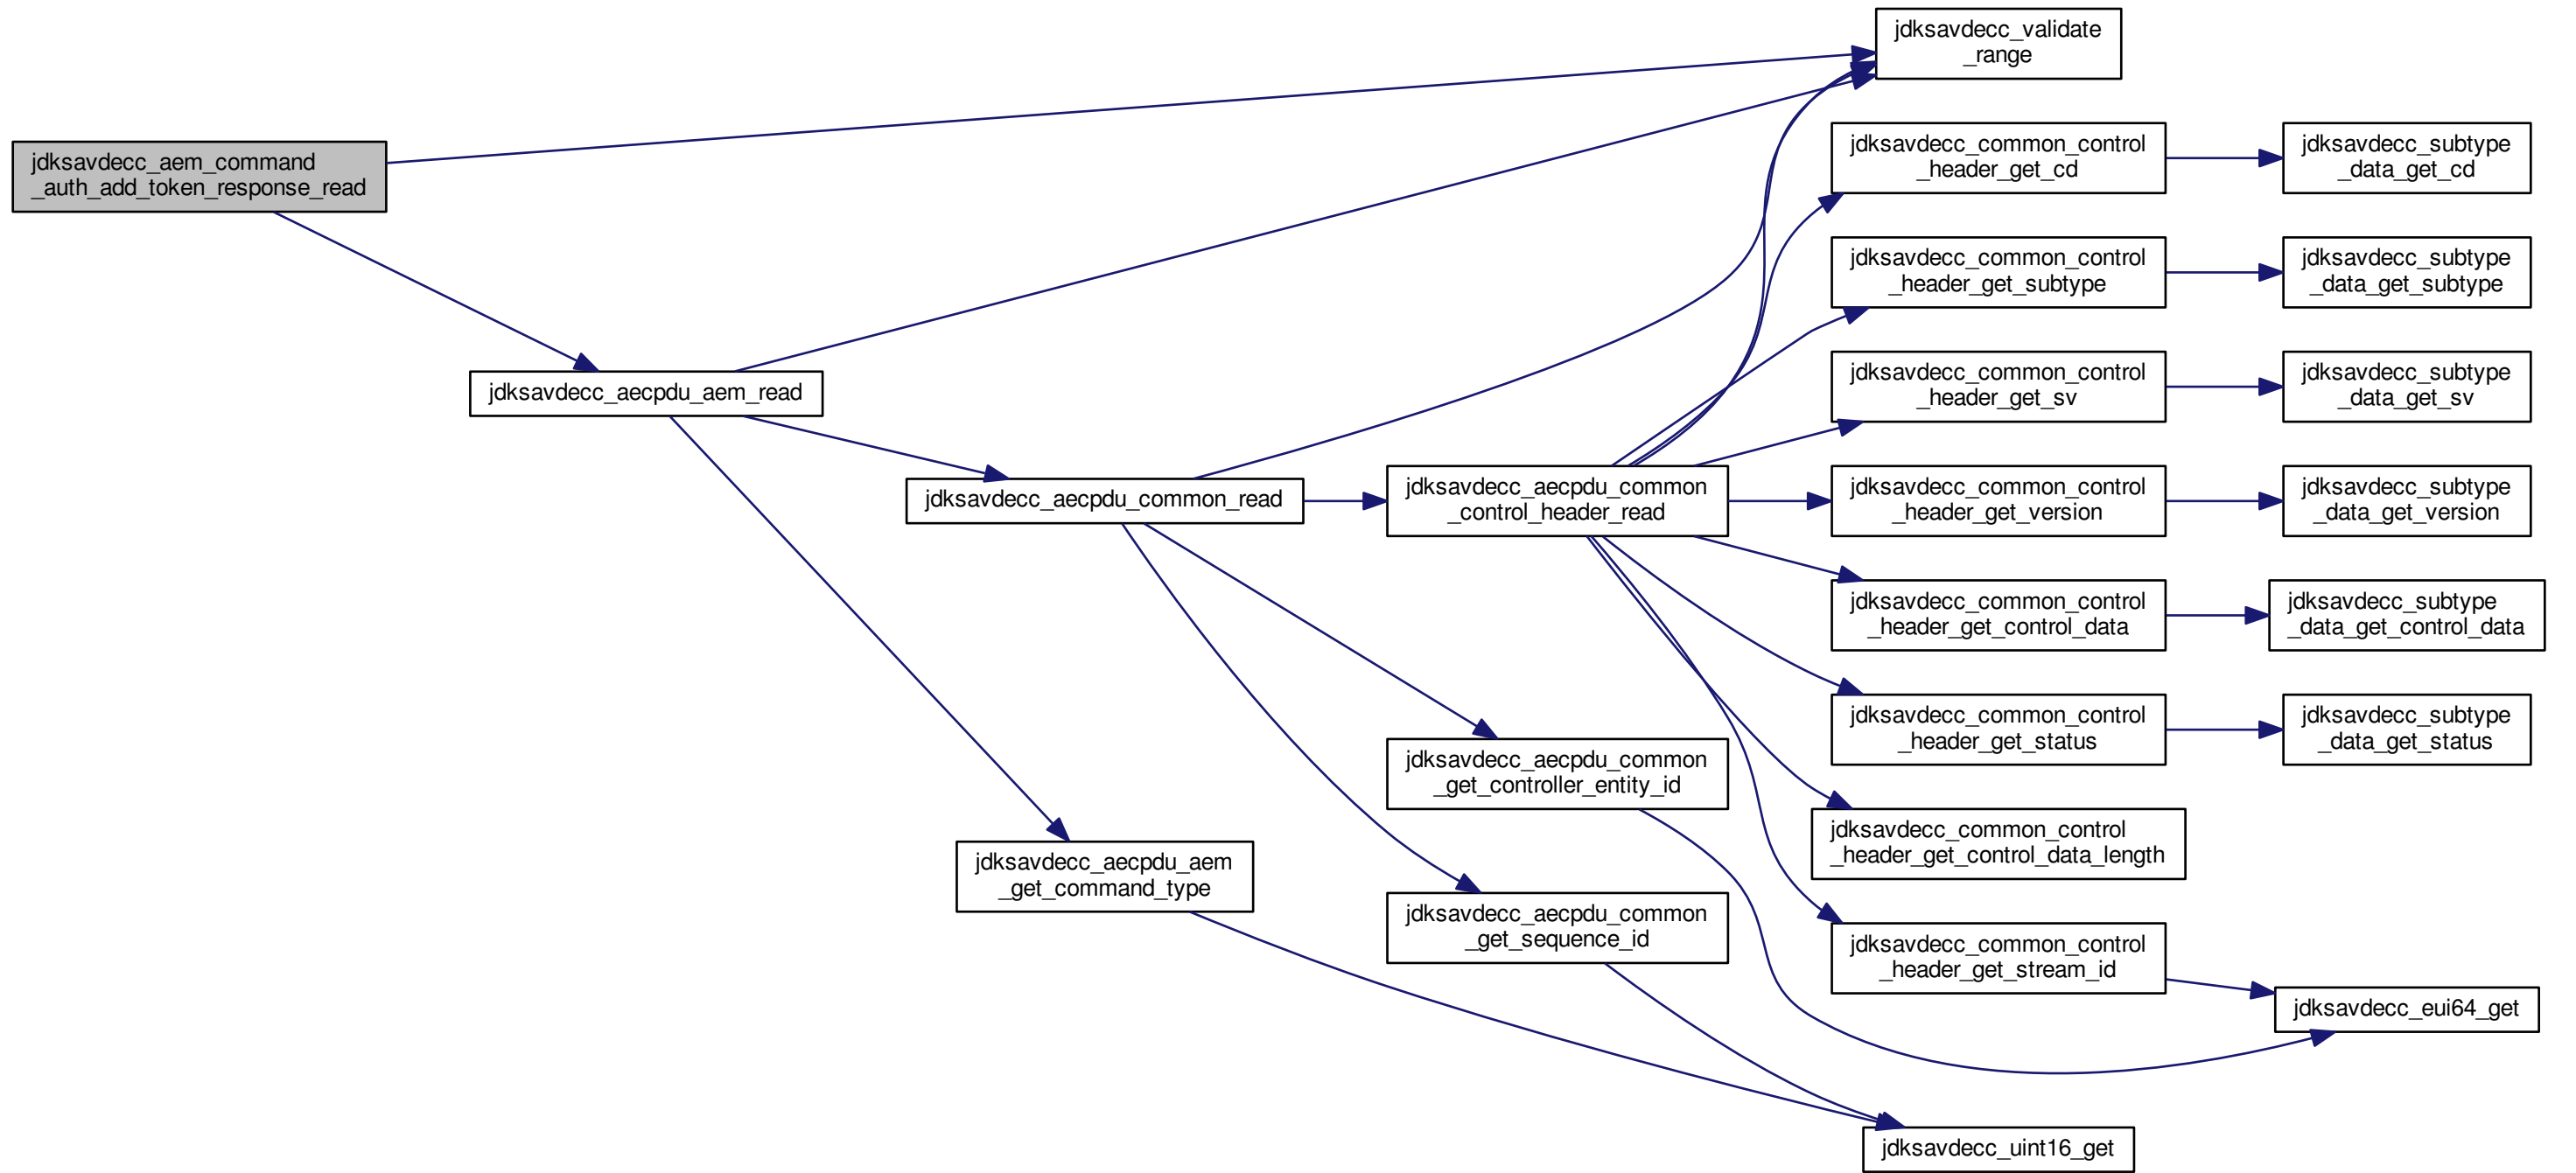 jdksavdecc_aem_command
_auth_add_token_response_read
jdksavdecc_aecpdu_aem_read
jdksavdecc_aecpdu_common_read
jdksavdecc_aecpdu_aem
_get_command_type
jdksavdecc_aecpdu_common
_control_header_read
jdksavdecc_aecpdu_common
_get_controller_entity_id
jdksavdecc_aecpdu_common
_get_sequence_id
jdksavdecc_validate
_range
jdksavdecc_common_control
_header_get_cd
jdksavdecc_common_control
_header_get_subtype
jdksavdecc_common_control
_header_get_sv
jdksavdecc_common_control
_header_get_version
jdksavdecc_common_control
_header_get_control_data
jdksavdecc_common_control
_header_get_status
jdksavdecc_common_control
_header_get_control_data_length
jdksavdecc_common_control
_header_get_stream_id
jdksavdecc_uint16_get
jdksavdecc_subtype
_data_get_cd
jdksavdecc_subtype
_data_get_subtype
jdksavdecc_subtype
_data_get_sv
jdksavdecc_subtype
_data_get_version
jdksavdecc_subtype
_data_get_control_data
jdksavdecc_subtype
_data_get_status
jdksavdecc_eui64_get